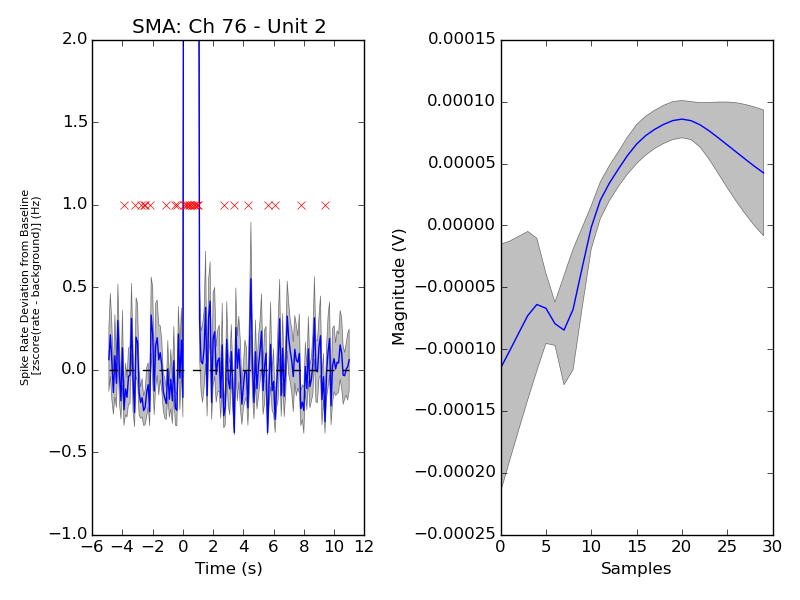 SMA: Ch 76 - Unit 2
2.0
1.5
1.0
0.5
0.0
−0.5
−1.0
−6 −4 −2 0 2 4 6 8 10 12
Time (s)
Spike Rate Deviation from Baseline
[zscore(rate - background)] (Hz)
0.00015
0.00010
0.00005
0.00000
−0.00005
−0.00010
−0.00015
−0.00020
−0.00025
0 5 10 15 20 25 30
Samples
Magnitude (V)